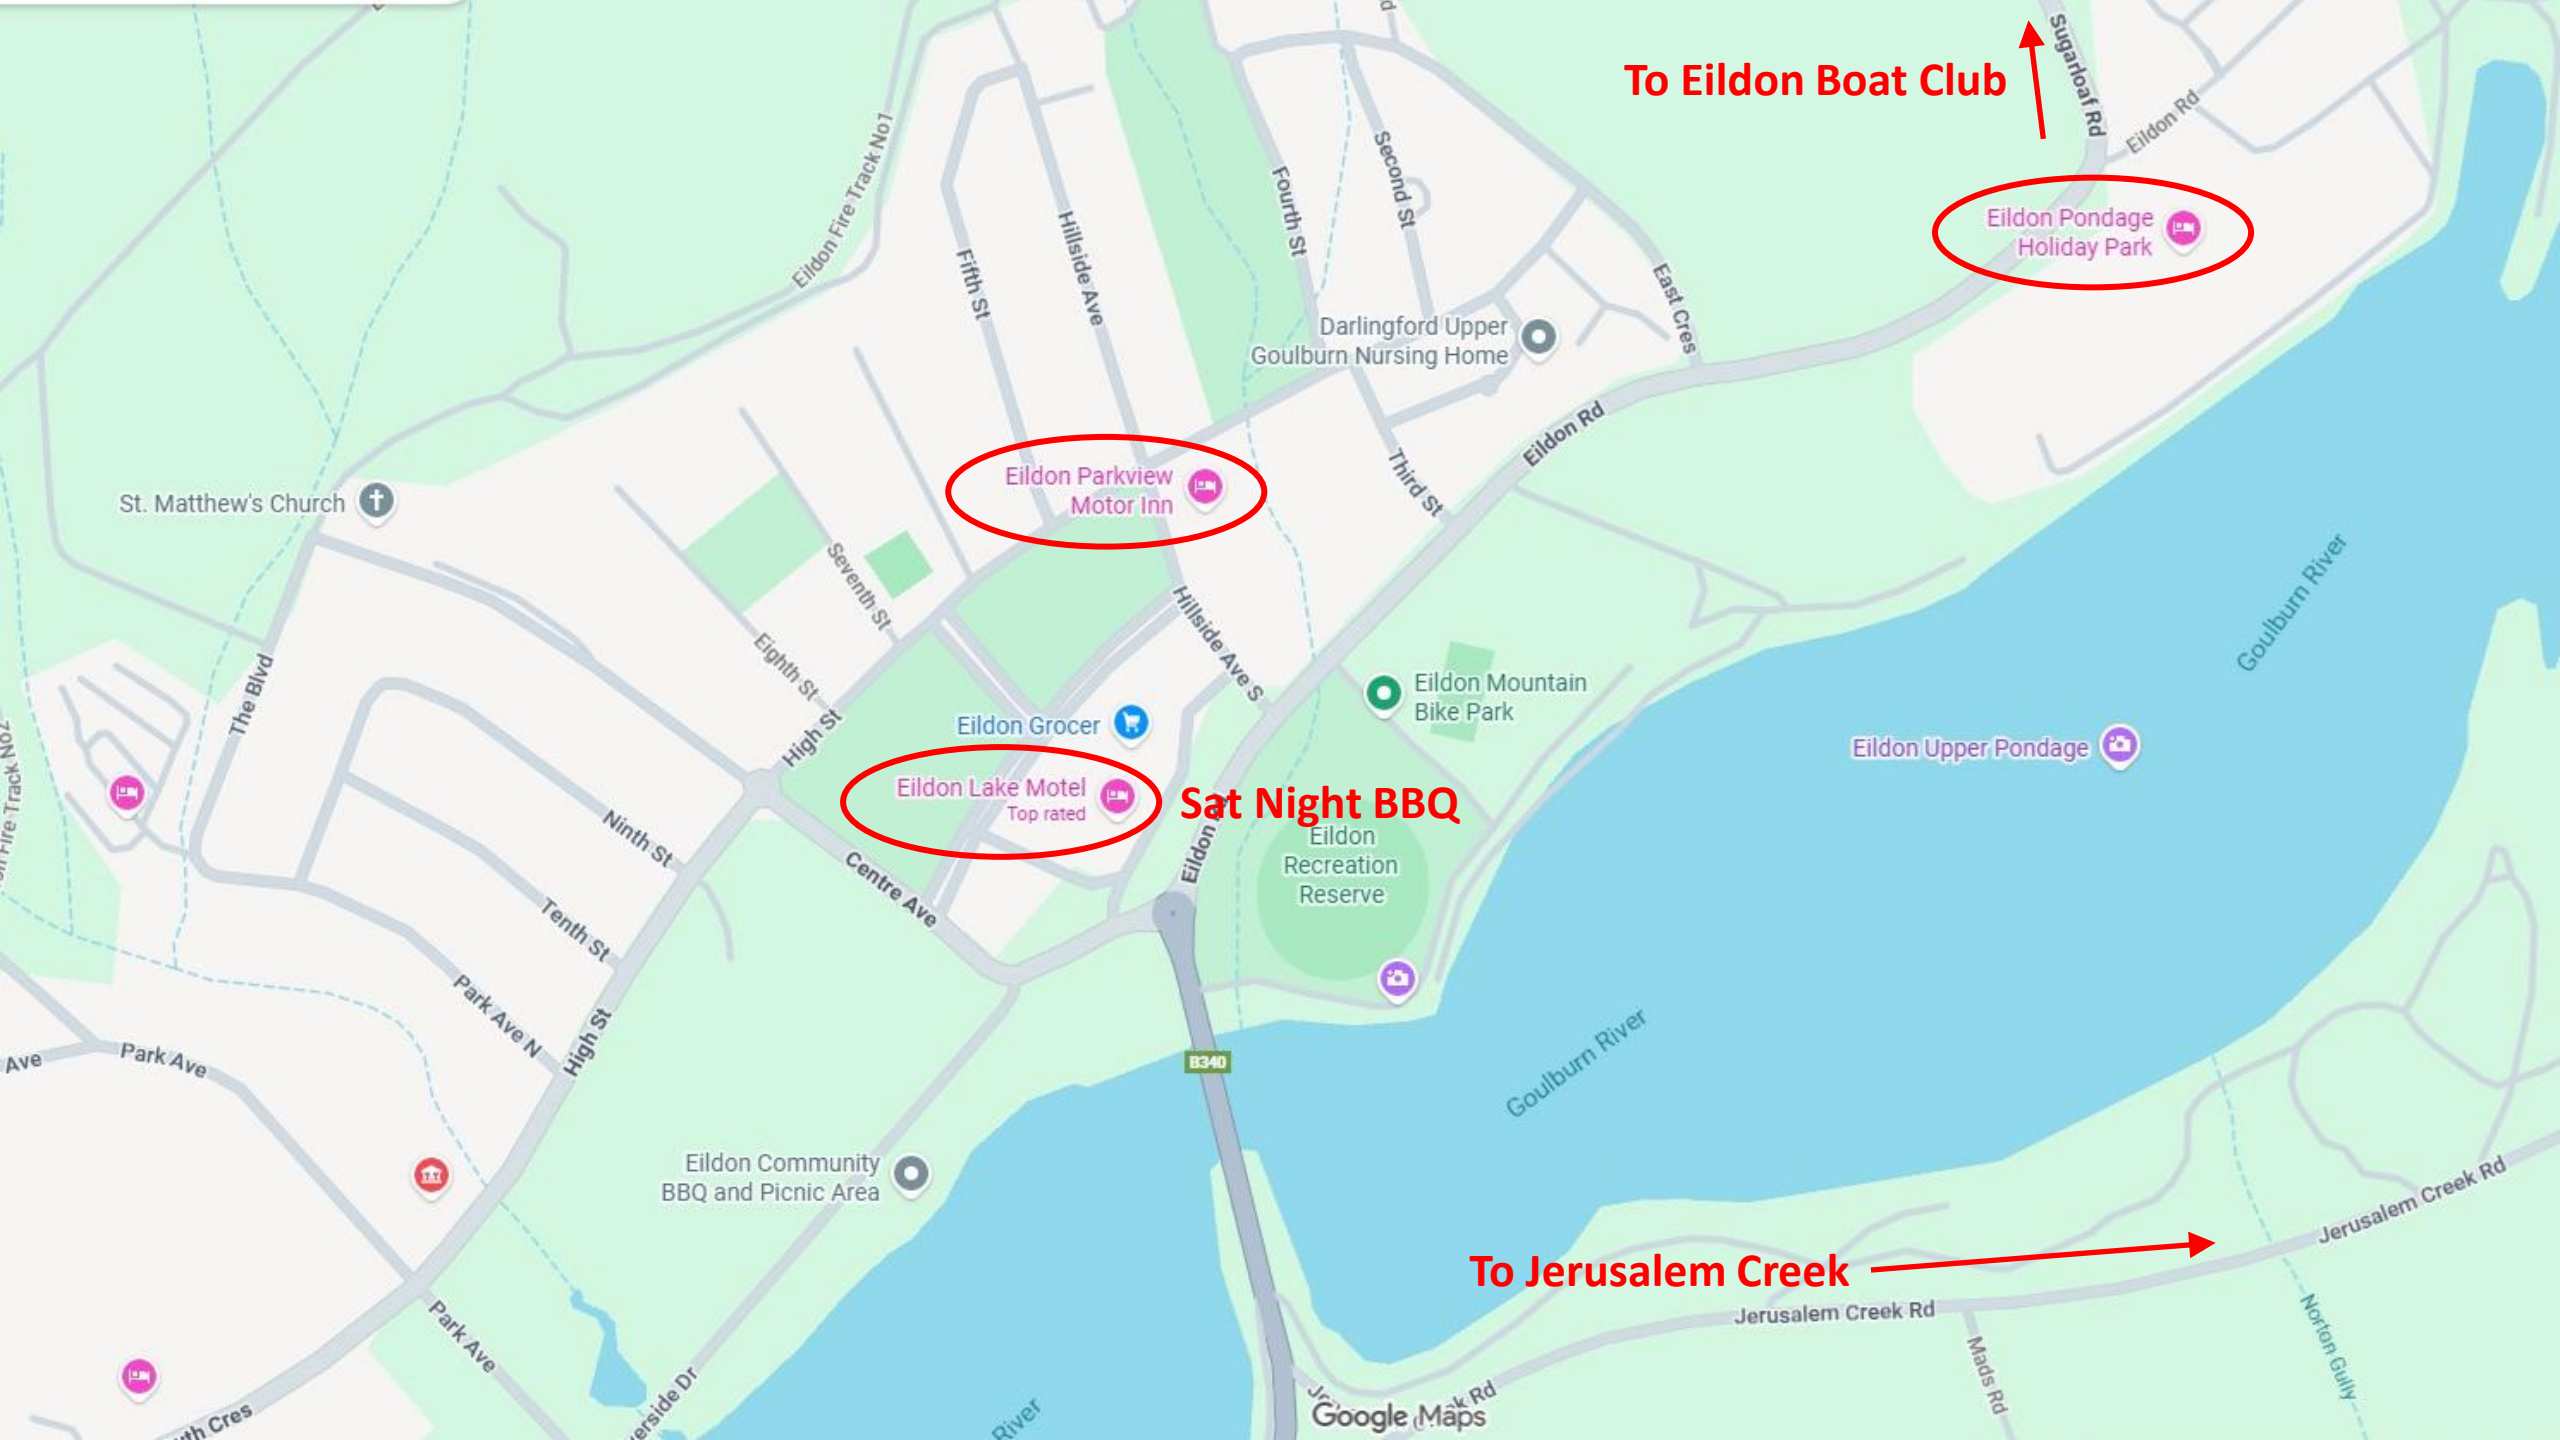 To Eildon Boat Club
Sugarloaf Rd
Eildon Rd
Eildon Pondage
Holiday Park
Eildon Fire Track No1
Fifth St
Hillside Ave
Fourth St
Second St
East Cres
Darlingford Upper
Goulburn Nursing Home
Eildon Rd
Third St
Eildon Parkview
Motor Inn
St. Matthew's Church
Seventh St
Eighth St
Hillside Ave S
High St
The Blvd
Eildon Grocer
Eildon Lake Motel
Top rated
Sat Night BBQ
Eildon Mountain
Bike Park
Eildon
Recreation
Reserve
Eildon Upper Pondage
Goulburn River
Goulburn River
Fire Track No2
Ninth St
Tenth St
Centre Ave
Park Ave N
High St
Ave
Park Ave
B340
Eildon Community
BBQ and Picnic Area
To Jerusalem Creek
Jerusalem Creek Rd
Jerusalem Creek Rd
Norton Gully
Mads Rd
Park Ave
River
Rd
Google Maps